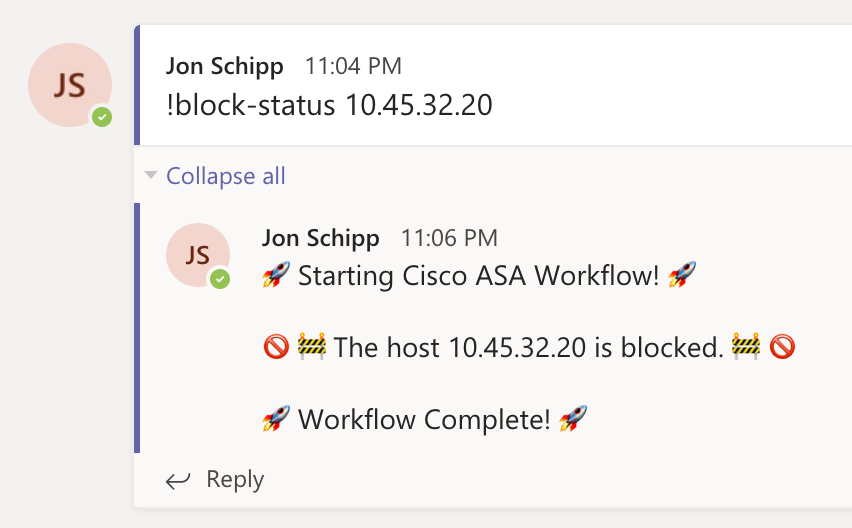 JS
Jon Schipp 11:04 PM
!block-status 10.45.32.20
Collapse all
JS
Jon Schipp 11:06 PM
🚀 Starting Cisco ASA Workflow! 🚀
🚫 🚧 The host 10.45.32.20 is blocked. 🚧 🚫
🚀 Workflow Complete! 🚀
Reply